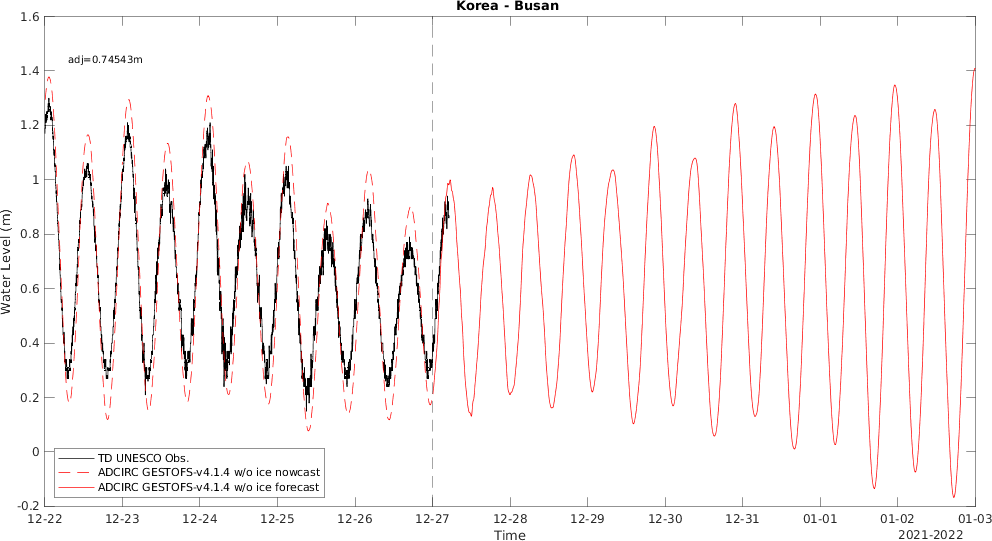 Korea - Busan
1.6
1.4
1.2
1
0.8
0.6
0.4
0.2
0
-0.2
Water Level (m)
adj=0.74543m
TD UNESCO Obs.
ADCIRC GESTOFS-v4.1.4 w/o ice nowcast
ADCIRC GESTOFS-v4.1.4 w/o ice forecast
12-22 12-23 12-24 12-25 12-26 12-27 12-28 12-29 12-30 12-31 01-01 01-02 01-03
Time
2021-2022